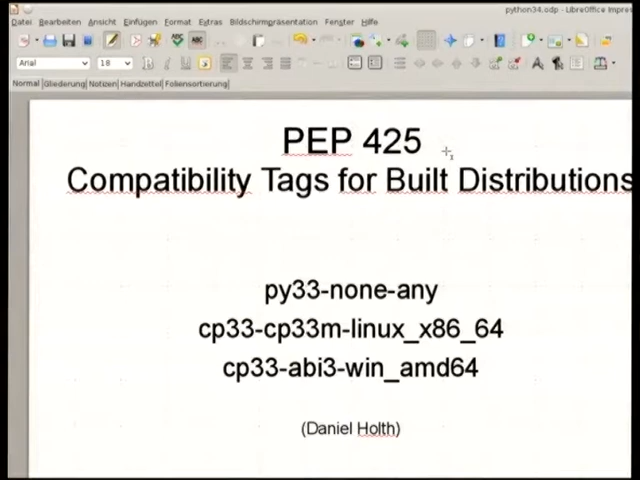 python34.odp - LibreOffice Impres
Datei Bearbeiten Ansicht Einfügen Format Extras Bildschirmpräsentation Fenster Hilfe
Arial 18
Normal Gliederung Notizen Handzettel Foliensortierung
PEP 425
Compatibility Tags for Built Distributions
py33-none-any
cp33-cp33m-linux_x86_64
cp33-abi3-win_amd64
(Daniel Holth)